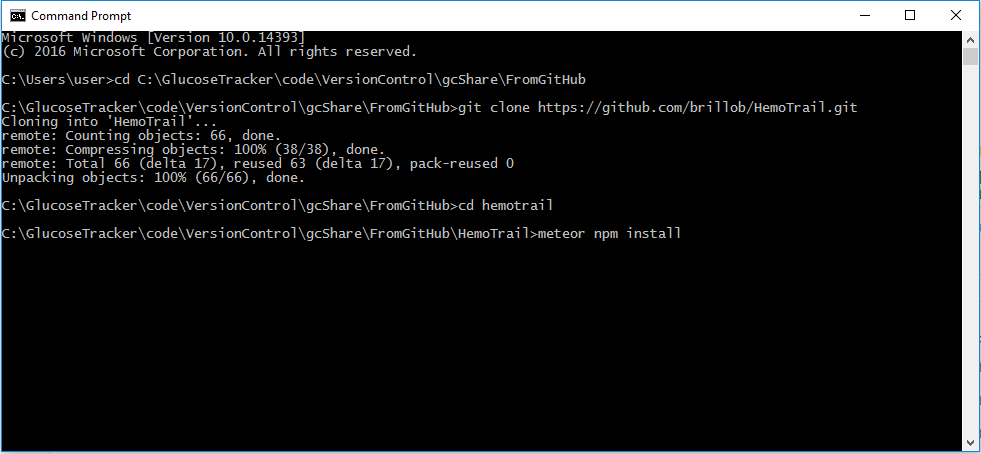 Command Prompt
Microsoft Windows [Version 10.0.14393]
(c) 2016 Microsoft Corporation. All rights reserved.
C:\Users\user>cd C:\GlucoseTracker\code\VersionControl\gcShare\FromGitHub
C:\GlucoseTracker\code\VersionControl\gcShare\FromGitHub>git clone https://github.com/brillob/HemoTrail.git
Cloning into 'HemoTrail'...
remote: Counting objects: 66, done.
remote: Compressing objects: 100% (38/38), done.
remote: Total 66 (delta 17), reused 63 (delta 17), pack-reused 0
Unpacking objects: 100% (66/66), done.
C:\GlucoseTracker\code\VersionControl\gcShare\FromGitHub>cd hemotrail
C:\GlucoseTracker\code\VersionControl\gcShare\FromGitHub\HemoTrail>meteor npm install